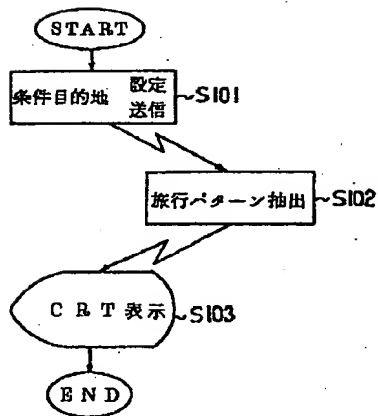 START
条件目的地 設定
送信
S101
旅行パターン抽出
S102
CRT表示
S103
END